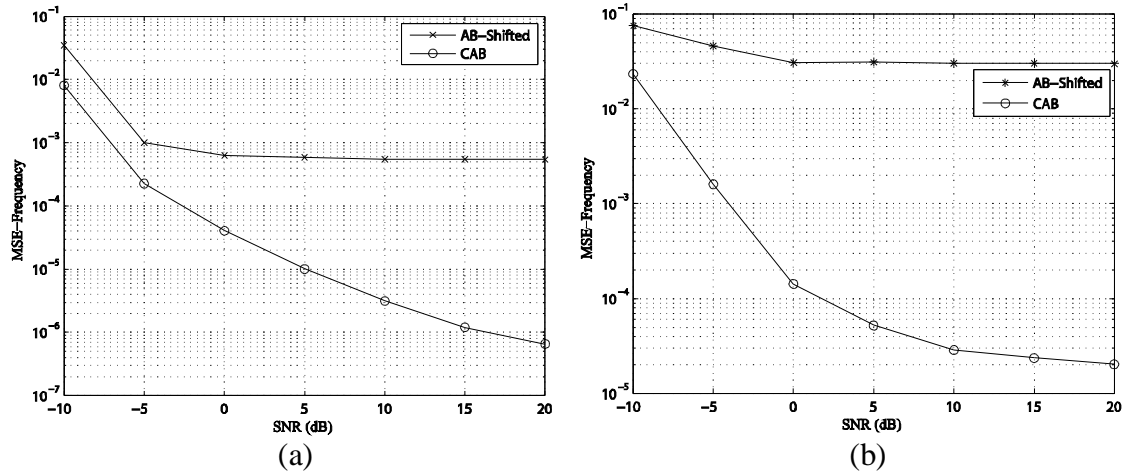 10−1
10−2
10−3
10−4
10−5
10−6
10−7
MSE−Frequency
AB−Shifted
CAB
−10 −5 0 5 10 15 20
SNR (dB)
(a)
10−1
10−2
10−3
10−4
10−5
MSE−Frequency
AB−Shifted
CAB
−10 −5 0 5 10 15 20
SNR (dB)
(b)